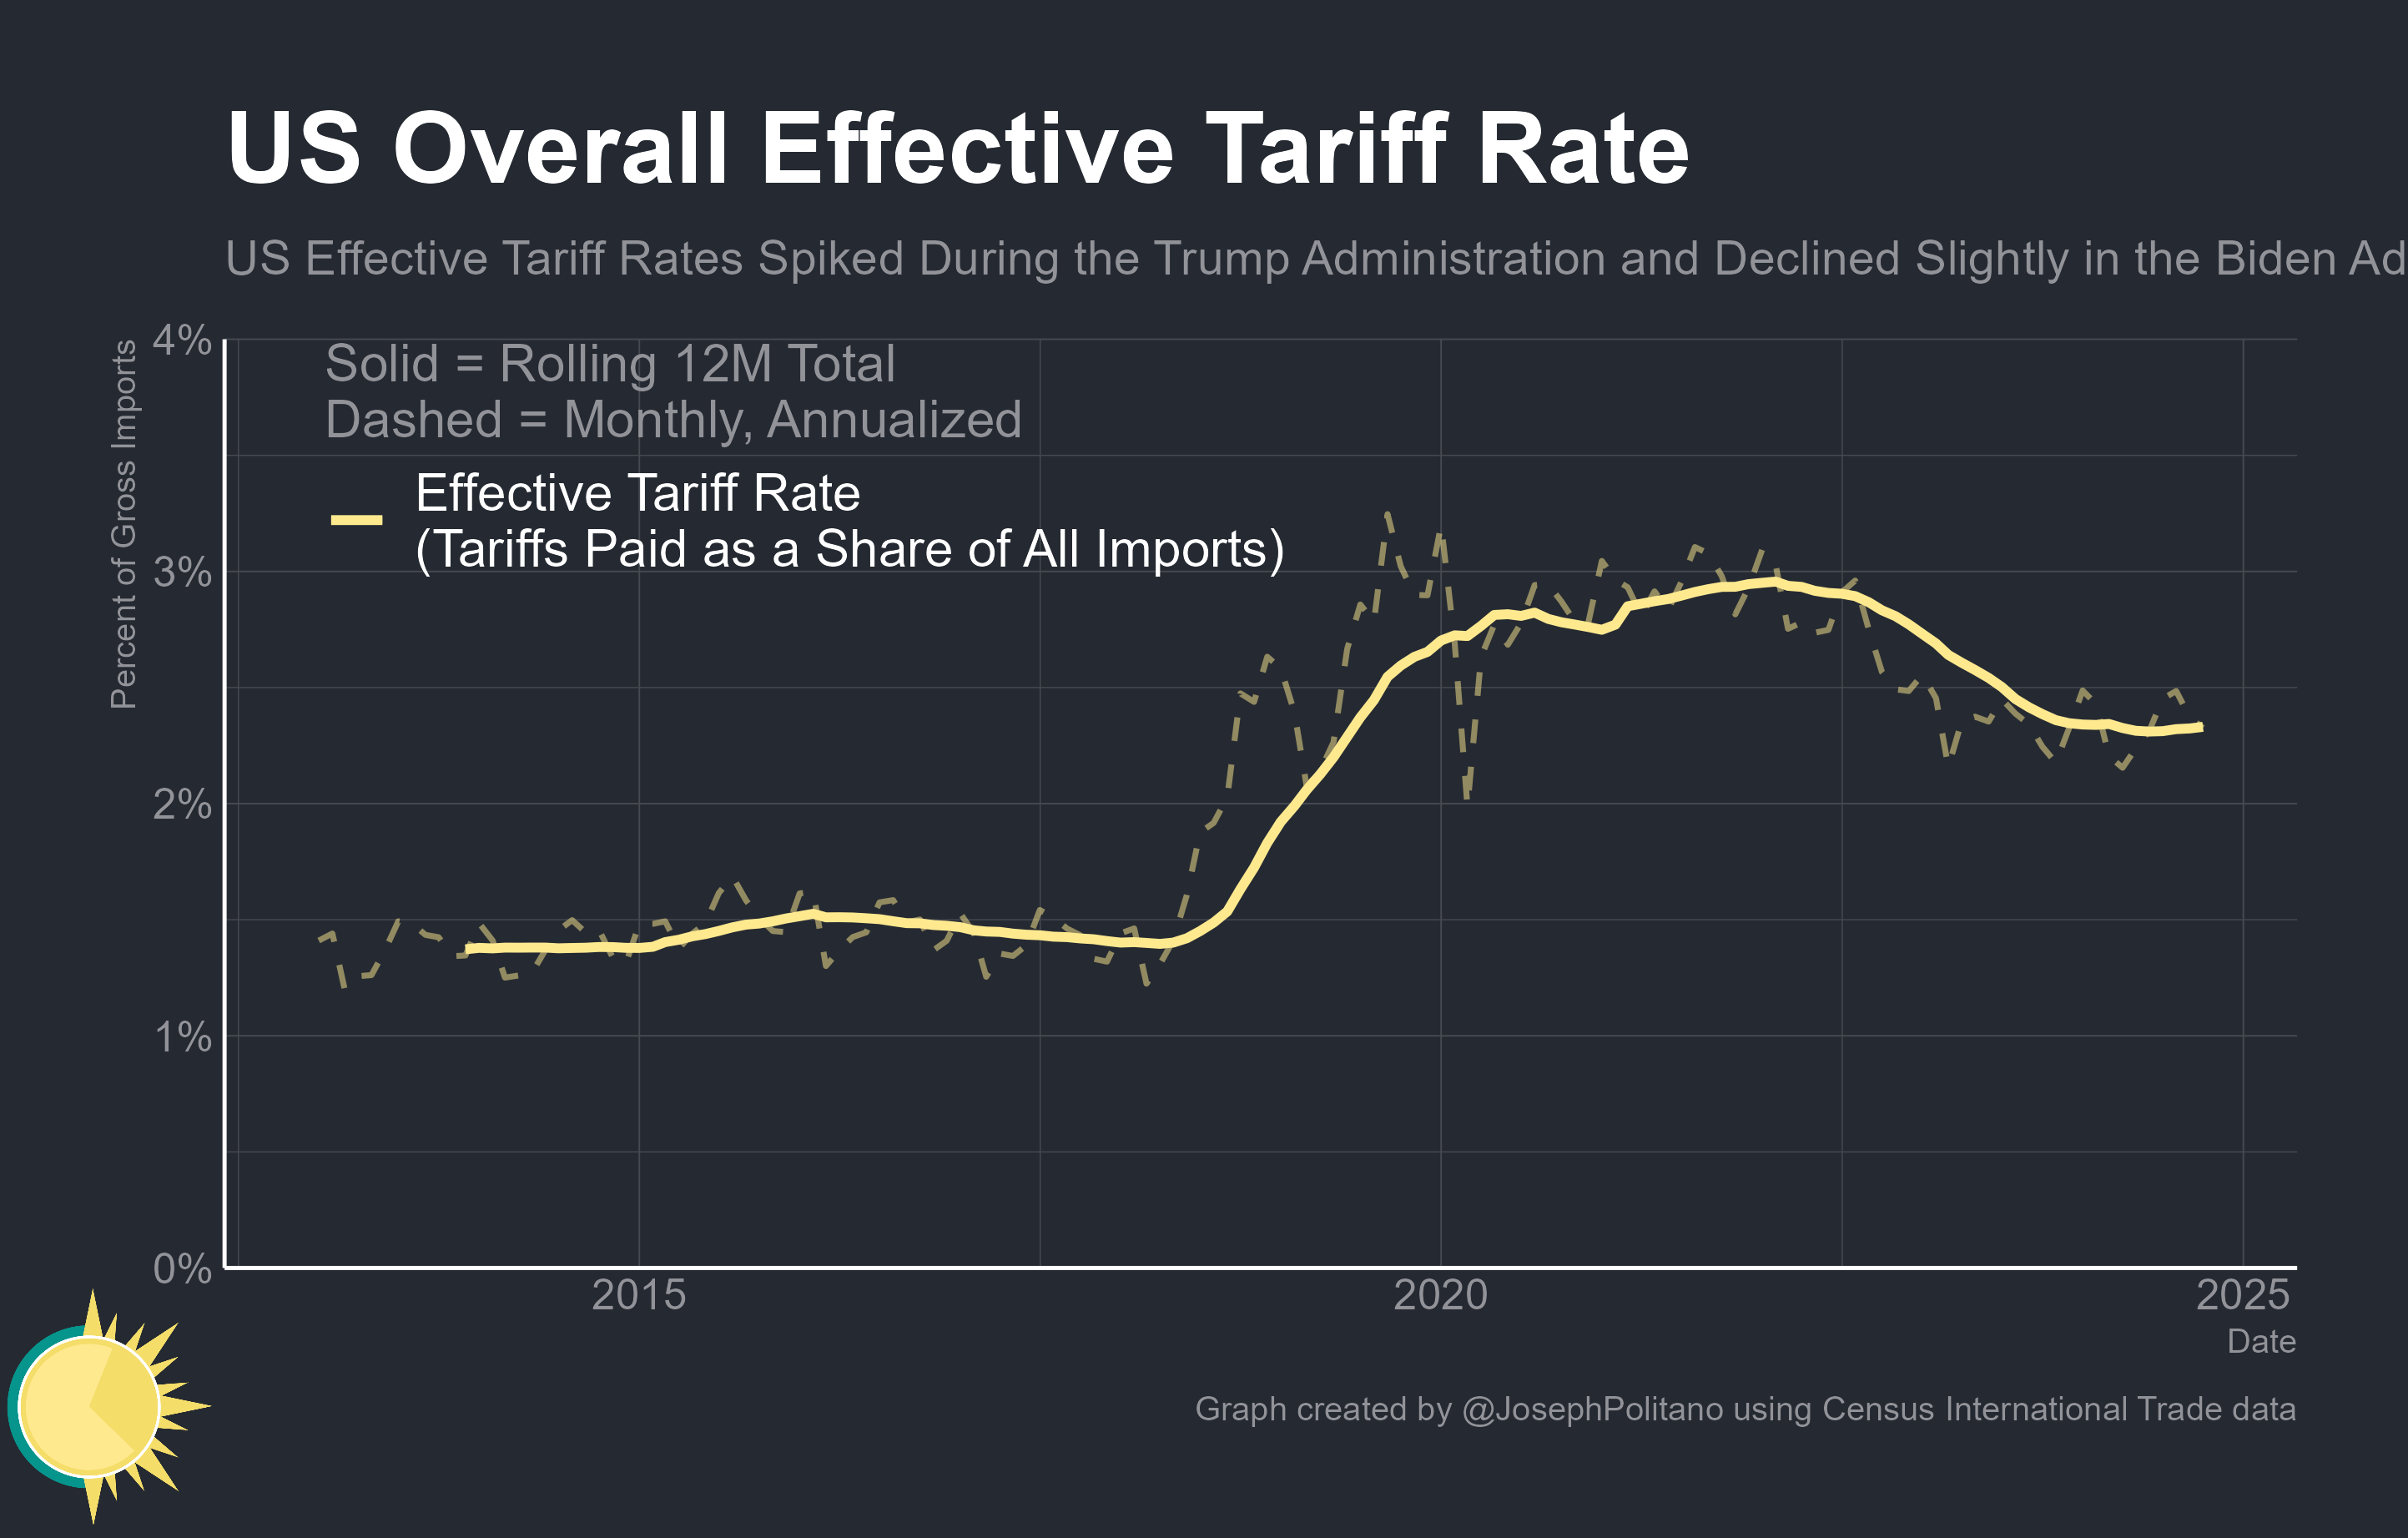 US Overall Effective Tariff Rate
US Effective Tariff Rates Spiked During the Trump Administration and Declined Slightly in the Biden Ad
Percent of Gross Imports
4%
3%
2%
1%
0%
Solid = Rolling 12M Total
Dashed = Monthly, Annualized
Effective Tariff Rate
(Tariffs Paid as a Share of All Imports)
2015
2020
2025
Date
Graph created by @JosephPolitano using Census International Trade data